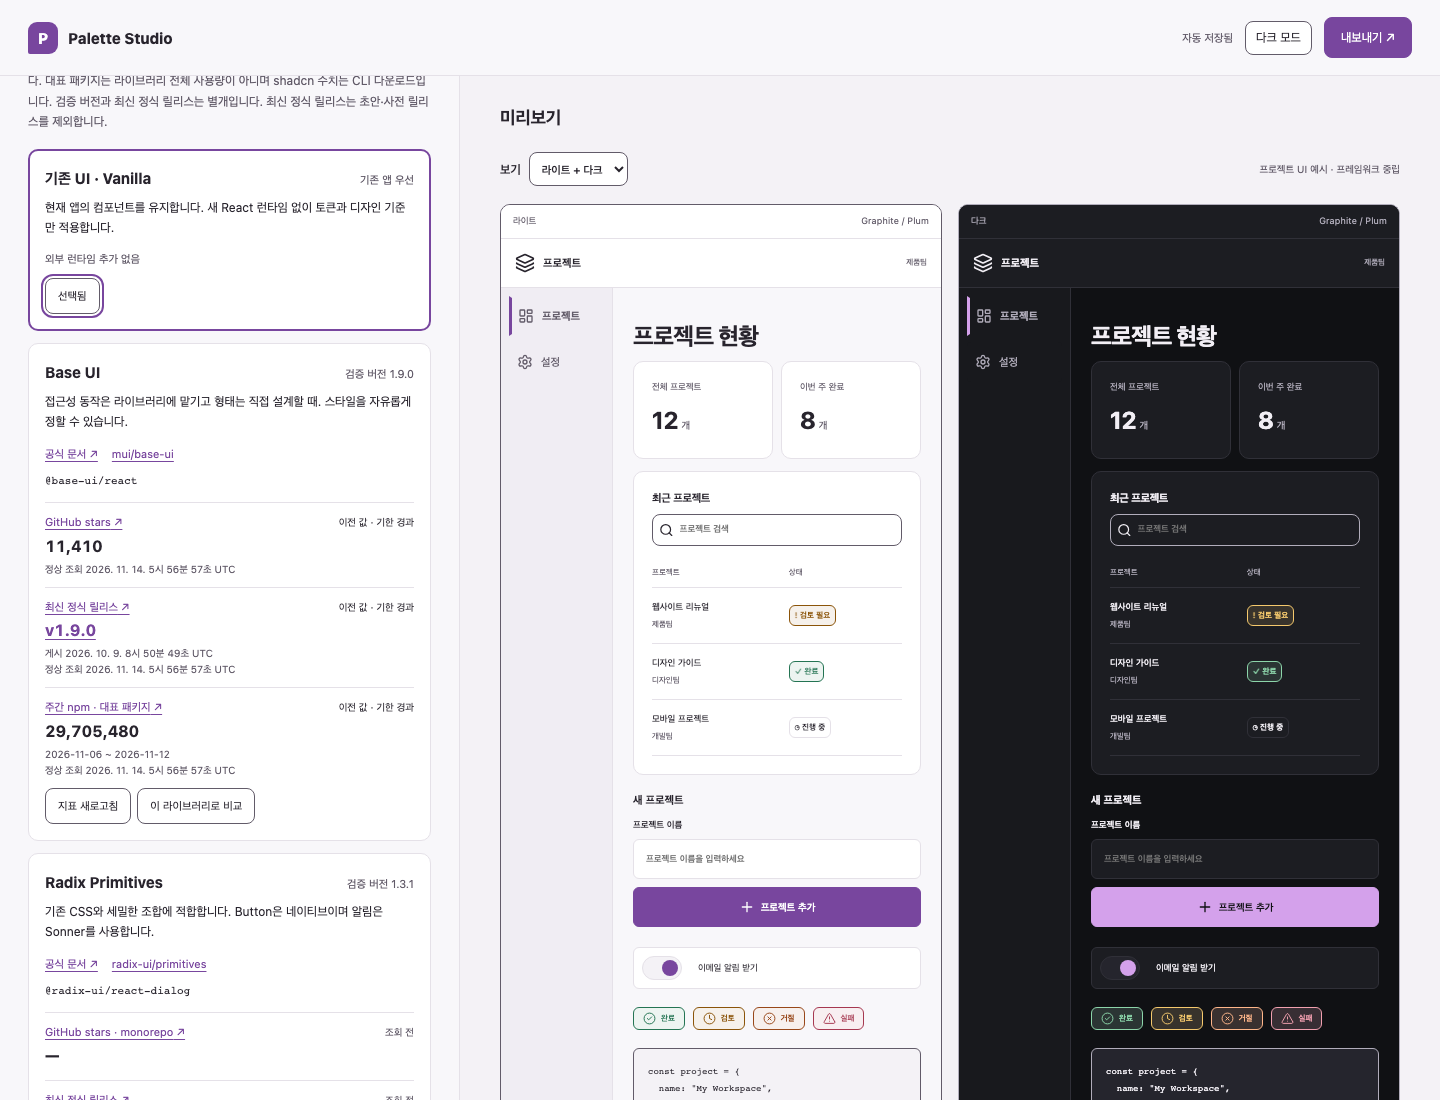 P Palette Studio
자동 저장됨
다크 모드
내보내기 ↗
다. 대표 패키지는 라이브러리 전체 사용량이 아니며 shadcn 수치는 CLI 다운로드입
니다. 검증 버전과 최신 정식 릴리스는 별개입니다. 최신 정식 릴리스는 초안·사전 릴리
스를 제외합니다.
기존 UI · Vanilla
기존 앱 우선
현재 앱의 컴포넌트를 유지합니다. 새 React 런타임 없이 토큰과 디자인 기준
만 적용합니다.
외부 런타임 추가 없음
선택됨
Base UI
검증 버전 1.9.0
접근성 동작은 라이브러리에 맡기고 형태는 직접 설계할 때. 스타일을 자유롭게
정할 수 있습니다.
공식 문서 ↗ mui/base-ui
@base-ui/react
GitHub stars ↗
이전 값 · 기한 경과
11,410
정상 조회 2026. 11. 14. 5시 56분 57초 UTC
최신 정식 릴리스 ↗
이전 값 · 기한 경과
v1.9.0
게시 2026. 10. 9. 8시 50분 49초 UTC
정상 조회 2026. 11. 14. 5시 56분 57초 UTC
주간 npm · 대표 패키지 ↗
이전 값 · 기한 경과
29,705,480
2026-11-06 ~ 2026-11-12
정상 조회 2026. 11. 14. 5시 56분 57초 UTC
지표 새로고침
이 라이브러리로 비교
Radix Primitives
검증 버전 1.3.1
기존 CSS와 세밀한 조합에 적합합니다. Button은 네이티브이며 알림은
Sonner를 사용합니다.
공식 문서 ↗ radix-ui/primitives
@radix-ui/react-dialog
GitHub stars · monorepo ↗
조회 전
—
최신 정식 릴리스 ↗
조회 전
미리보기
보기
라이트 + 다크
프로젝트 UI 예시 · 프레임워크 중립
라이트
Graphite / Plum
프로젝트
제품팀
프로젝트
설정
프로젝트 현황
전체 프로젝트
12 개
이번 주 완료
8 개
최근 프로젝트
프로젝트 검색
프로젝트
상태
웹사이트 리뉴얼
제품팀
! 검토 필요
디자인 가이드
디자인팀
✓ 완료
모바일 프로젝트
개발팀
◔ 진행 중
새 프로젝트
프로젝트 이름
프로젝트 이름을 입력하세요
+ 프로젝트 추가
이메일 알림 받기
완료
검토
거절
실패
const project = {
name: "My Workspace",
다크
Graphite / Plum
프로젝트
제품팀
프로젝트
설정
프로젝트 현황
전체 프로젝트
12 개
이번 주 완료
8 개
최근 프로젝트
프로젝트 검색
프로젝트
상태
웹사이트 리뉴얼
제품팀
! 검토 필요
디자인 가이드
디자인팀
✓ 완료
모바일 프로젝트
개발팀
◔ 진행 중
새 프로젝트
프로젝트 이름
프로젝트 이름을 입력하세요
+ 프로젝트 추가
이메일 알림 받기
완료
검토
거절
실패
const project = {
name: "My Workspace",